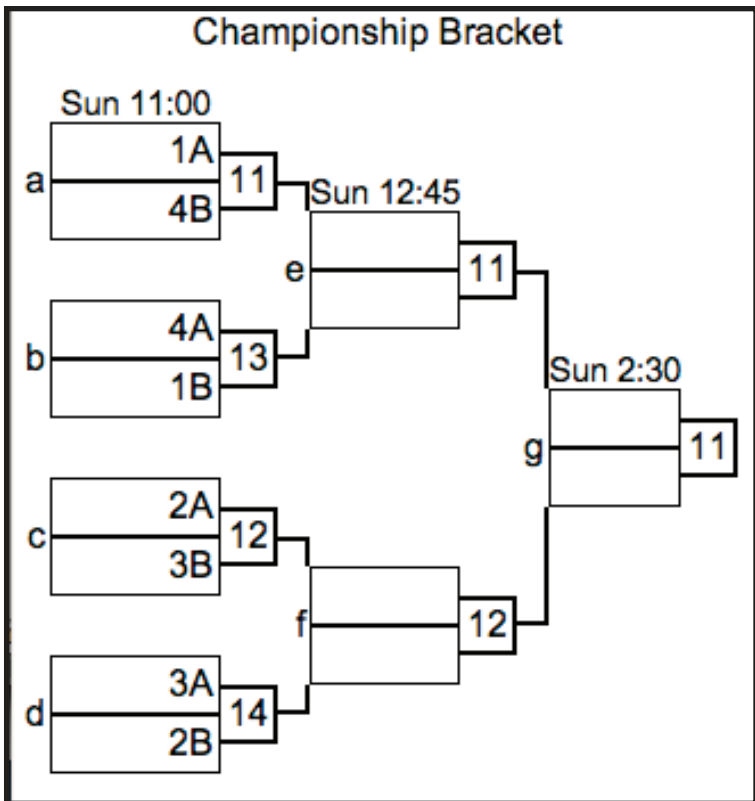 Championship Bracket
Sun 11:00
a
1A
4B
11
b
4A
1B
13
c
2A
3B
12
d
3A
2B
14
Sun 12:45
e
11
f
12
Sun 2:30
g
11